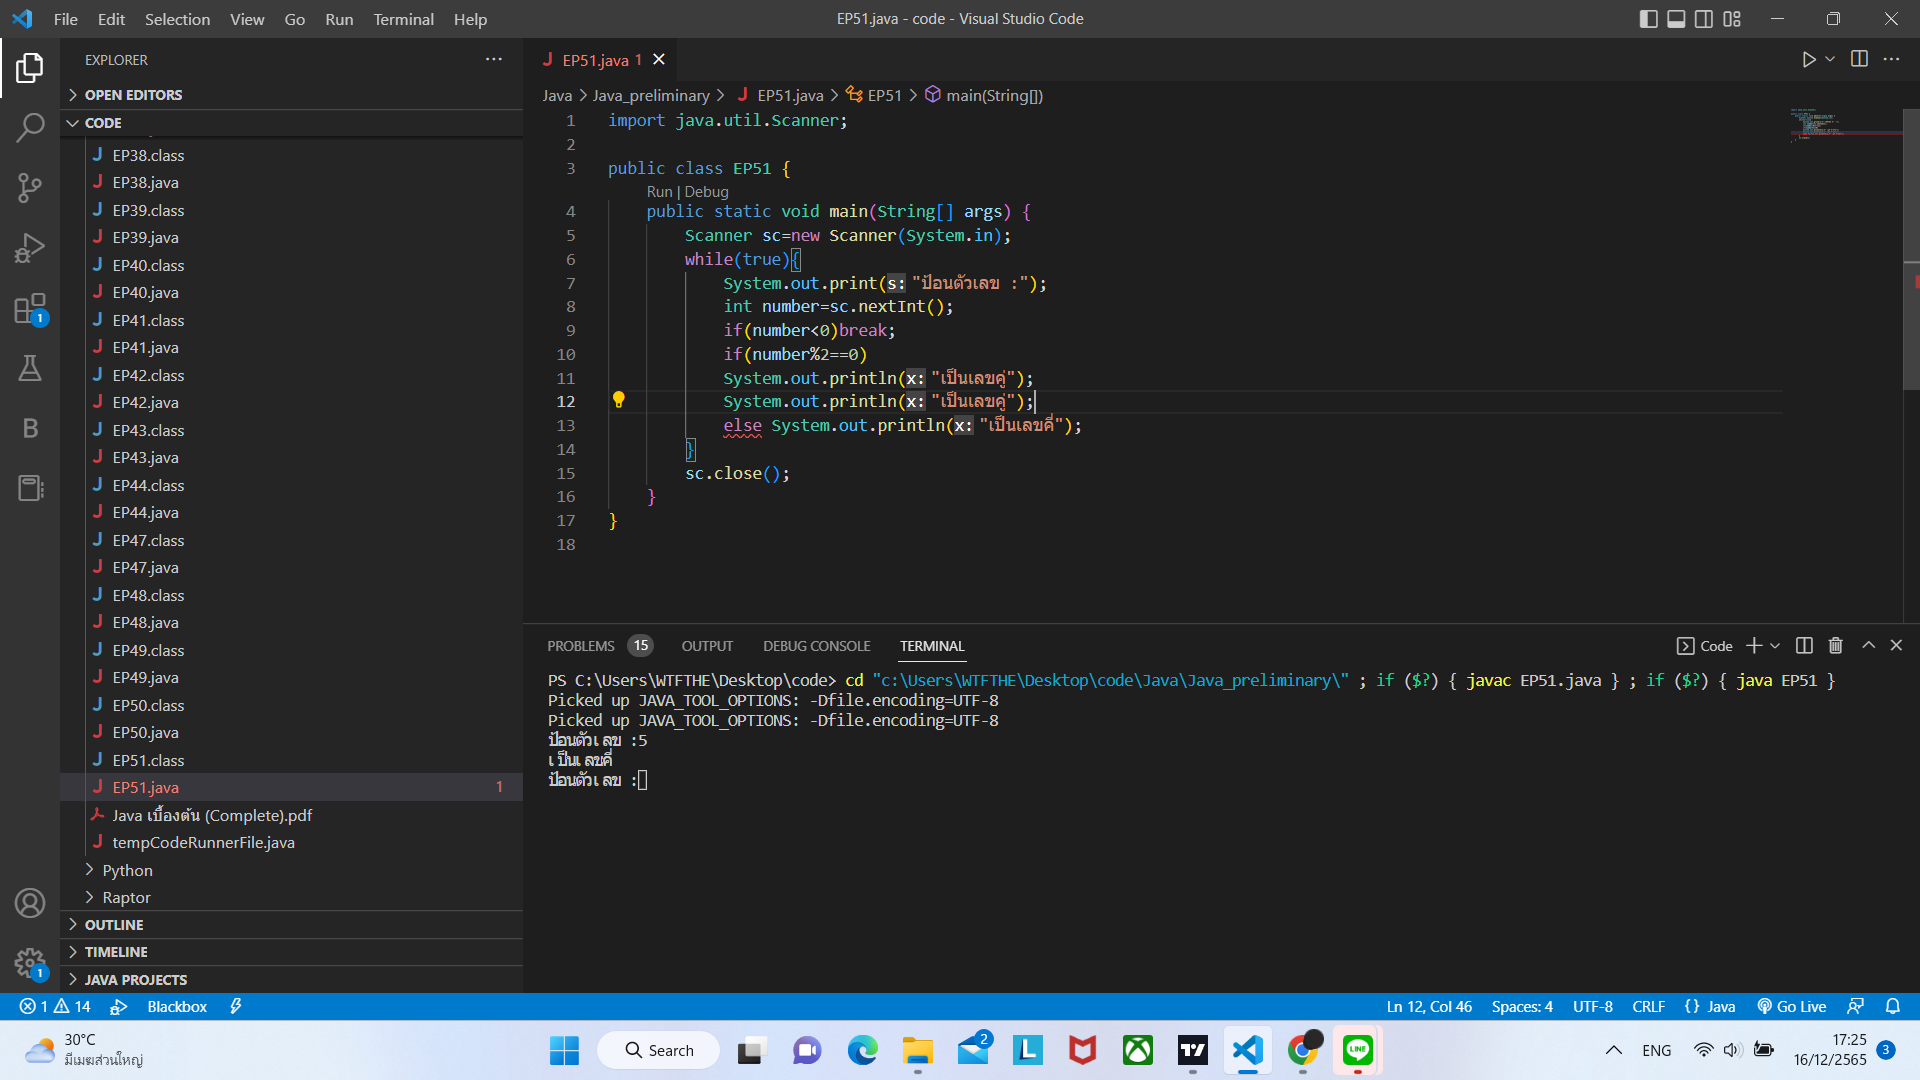 File Edit Selection View Go Run Terminal Help
EP51.java - code - Visual Studio Code
EXPLORER
OPEN EDITORS
CODE
EP38.class
EP38.java
EP39.class
EP39.java
EP40.class
EP40.java
EP41.class
EP41.java
EP42.class
EP42.java
EP43.class
EP43.java
EP44.class
EP44.java
EP47.class
EP47.java
EP48.class
EP48.java
EP49.class
EP49.java
EP50.class
EP50.java
EP51.class
EP51.java 1
Java เบื้องต้น (Complete).pdf
tempCodeRunnerFile.java
Python
Raptor
OUTLINE
TIMELINE
JAVA PROJECTS
1
B
1
EP51.java 1
Java > Java_preliminary > EP51.java > EP51 > main(String[])
1 import java.util.Scanner;
2
3 public class EP51 {
Run | Debug
4 public static void main(String[] args) {
5 Scanner sc=new Scanner(System.in);
6 while(true){
7 System.out.print(s: "ป้อนตัวเลข :");
8 int number=sc.nextInt();
9 if(number<0)break;
10 if(number%2==0)
11 System.out.println(x: "เป็นเลขคู่");
12 System.out.println(x: "เป็นเลขคู่");
13 else System.out.println(x: "เป็นเลขคี่");
14 }
15 sc.close();
16 }
17 }
18
PROBLEMS 15 OUTPUT DEBUG CONSOLE TERMINAL
Code
PS C:\Users\WTFTHE\Desktop\code> cd "c:\Users\WTFTHE\Desktop\code\Java\Java_preliminary\" ; if ($?) { javac EP51.java } ; if ($?) { java EP51 }
Picked up JAVA_TOOL_OPTIONS: -Dfile.encoding=UTF-8
Picked up JAVA_TOOL_OPTIONS: -Dfile.encoding=UTF-8
ป้อนตัวเลข :5
เป็นเลขคี่
ป้อนตัวเลข :
1 14 Blackbox
Ln 12, Col 46 Spaces: 4 UTF-8 CRLF {} Java Go Live
30°C
มีเมฆส่วนใหญ่
Search
2
L
LINE
ENG
17:25
16/12/2565
3